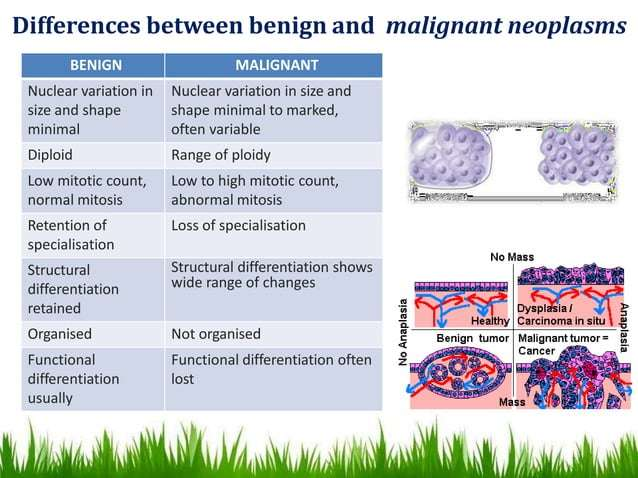 Differences between benign and malignant neoplasms
BENIGN
MALIGNANT
Nuclear variation in
size and shape
minimal
Nuclear variation in size and
shape minimal to marked,
often variable
Diploid
Range of ploidy
Low mitotic count,
normal mitosis
Low to high mitotic count,
abnormal mitosis
Retention of
specialisation
Loss of specialisation
Structural
differentiation
retained
Structural differentiation shows
wide range of changes
Organised
Not organised
Functional
differentiation
usually
Functional differentiation often
lost
No Mass
No Anaplasia
Anaplasia
Healthy
Dysplasia /
Carcinoma in situ
Benign tumor
Malignant tumor =
Cancer
Mass